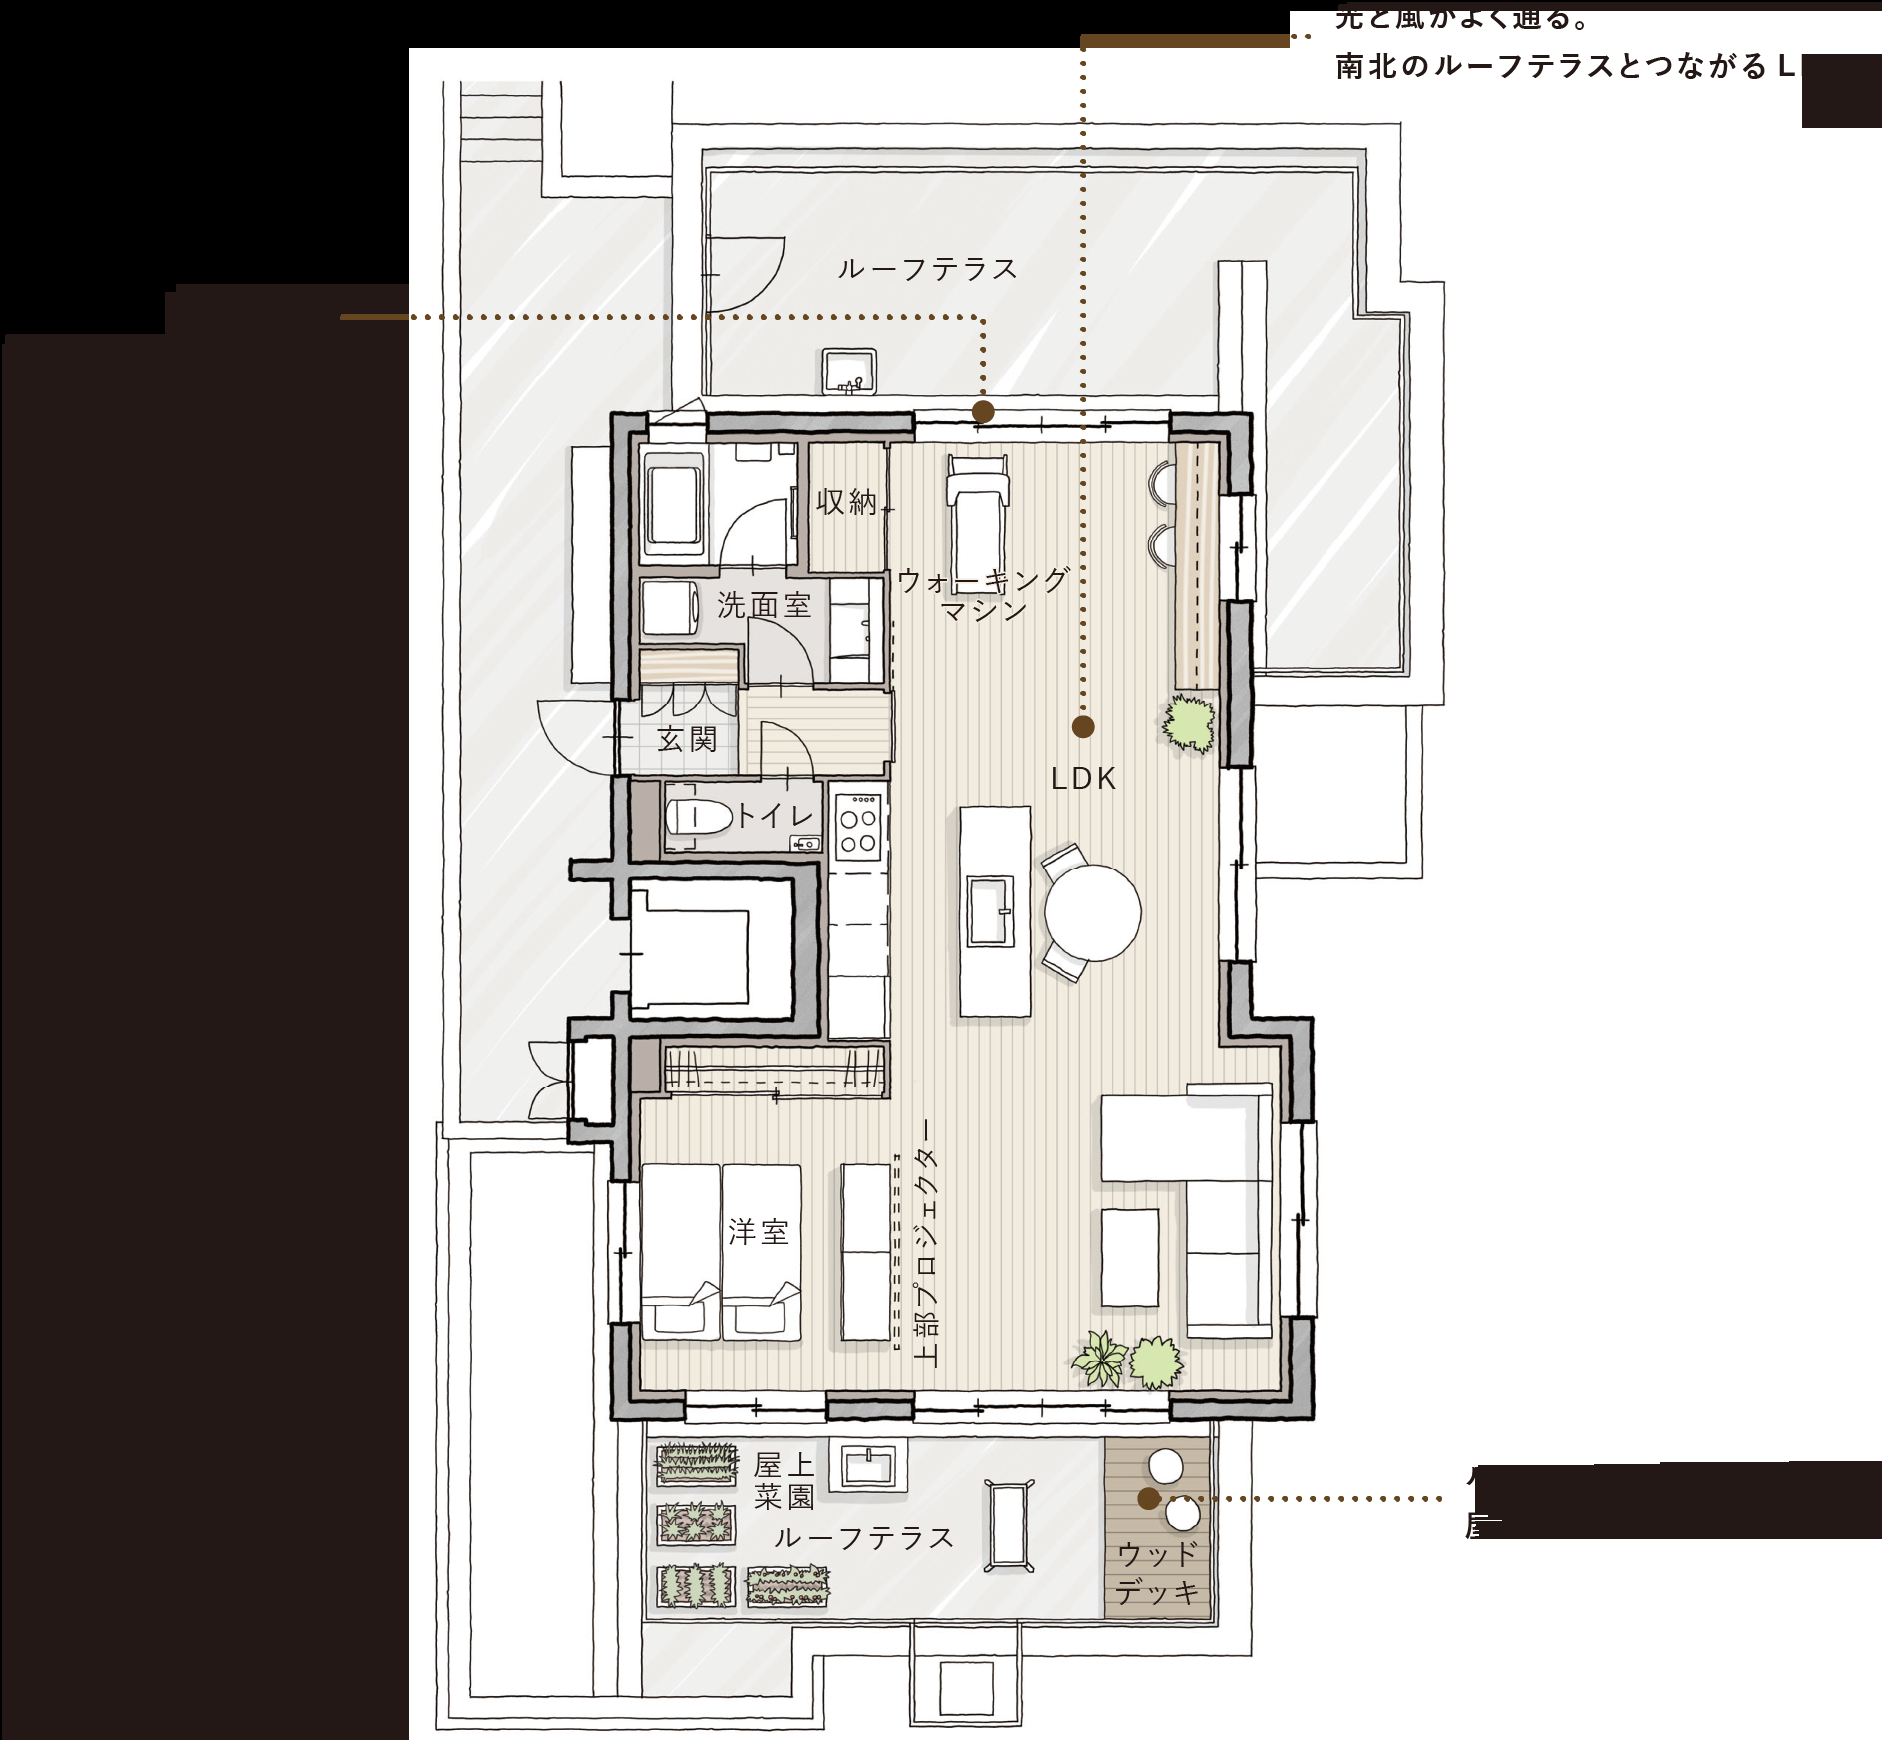 光と風がよく通る。
南北のルーフテラスとつながるL
ルーフテラス
収納
ウォーキング
マシン
洗面室
玄関
LDK
トイレ
上部プロジェクター
洋室
屋上
菜園
ルーフテラス
ウッド
デッキ